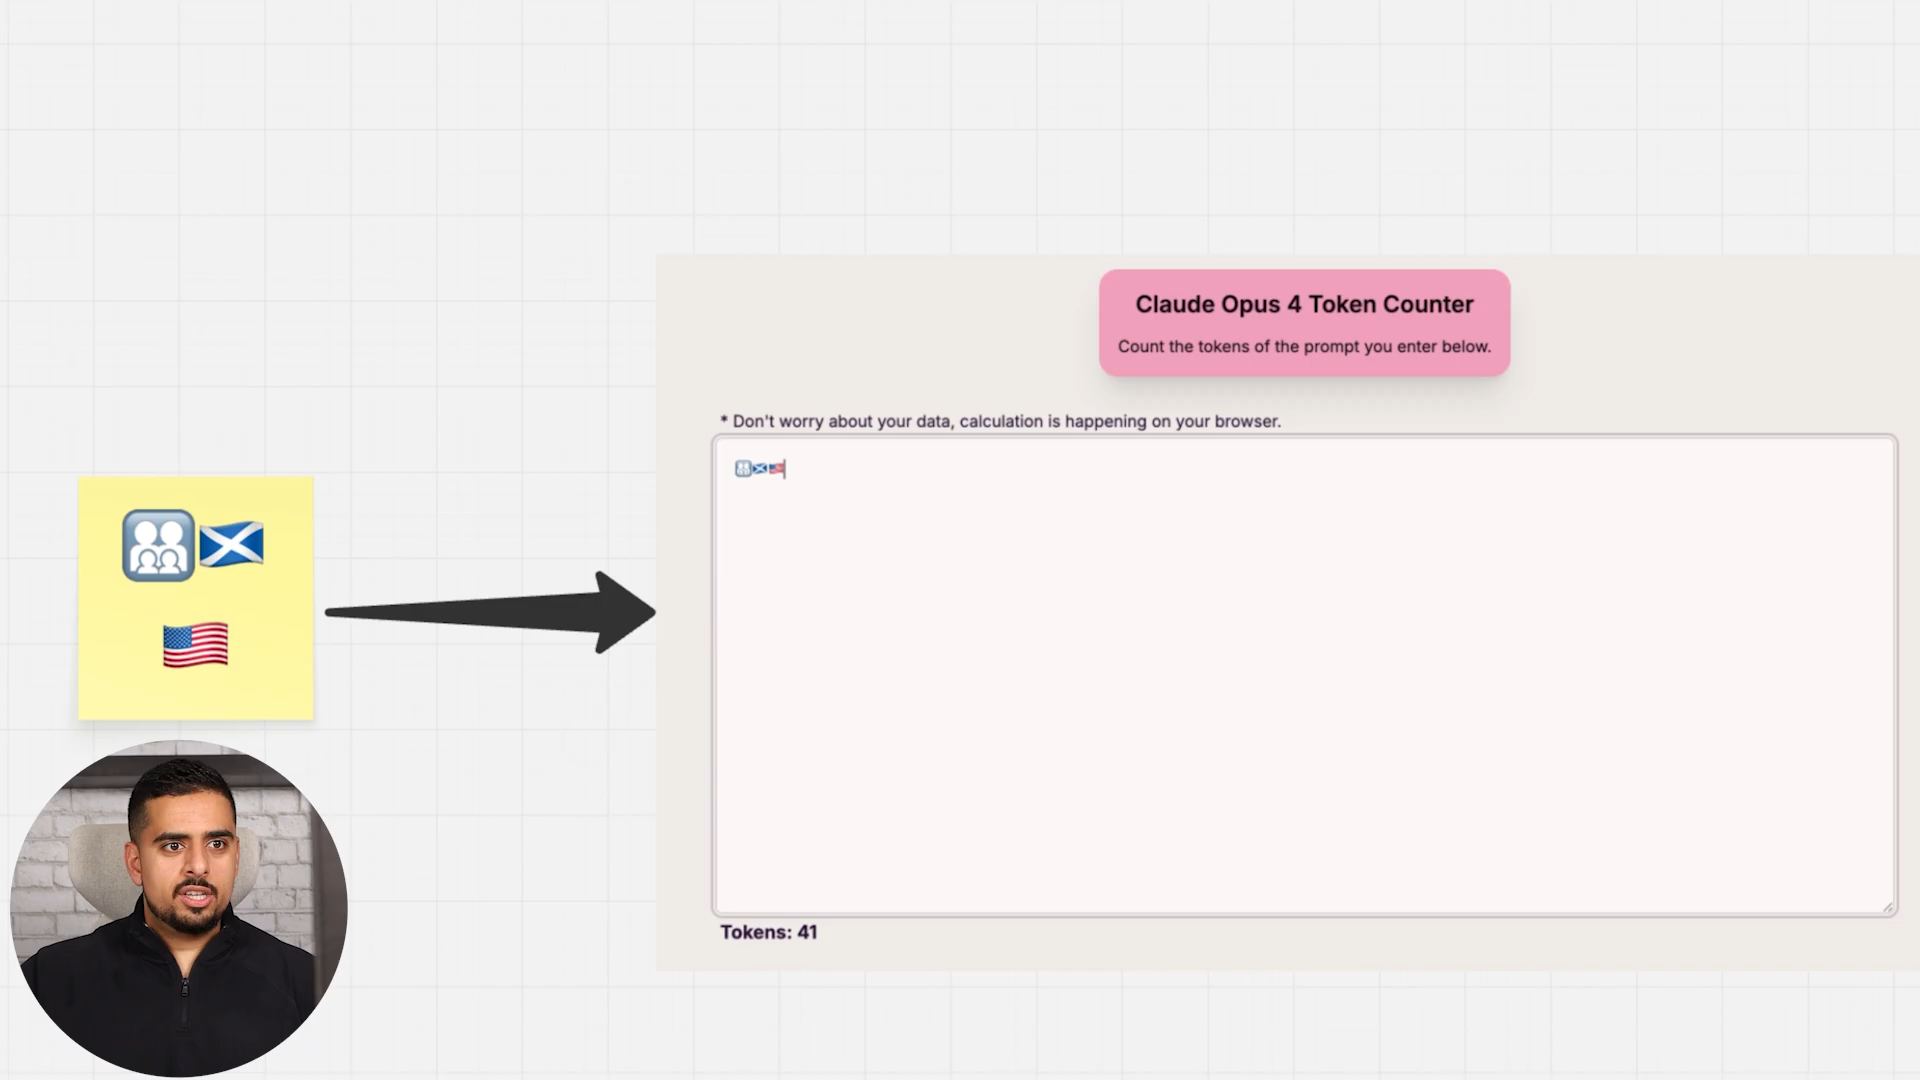 Claude Opus 4 Token Counter
Count the tokens of the prompt you enter below.
* Don't worry about your data, calculation is happening on your browser.
👨‍👩‍👧‍👦🏴󠁧󠁢󠁳󠁣󠁴󠁿🇺🇸
👨‍👩‍👧‍👦🏴󠁧󠁢󠁳󠁣󠁴󠁿
🇺🇸
Tokens: 41